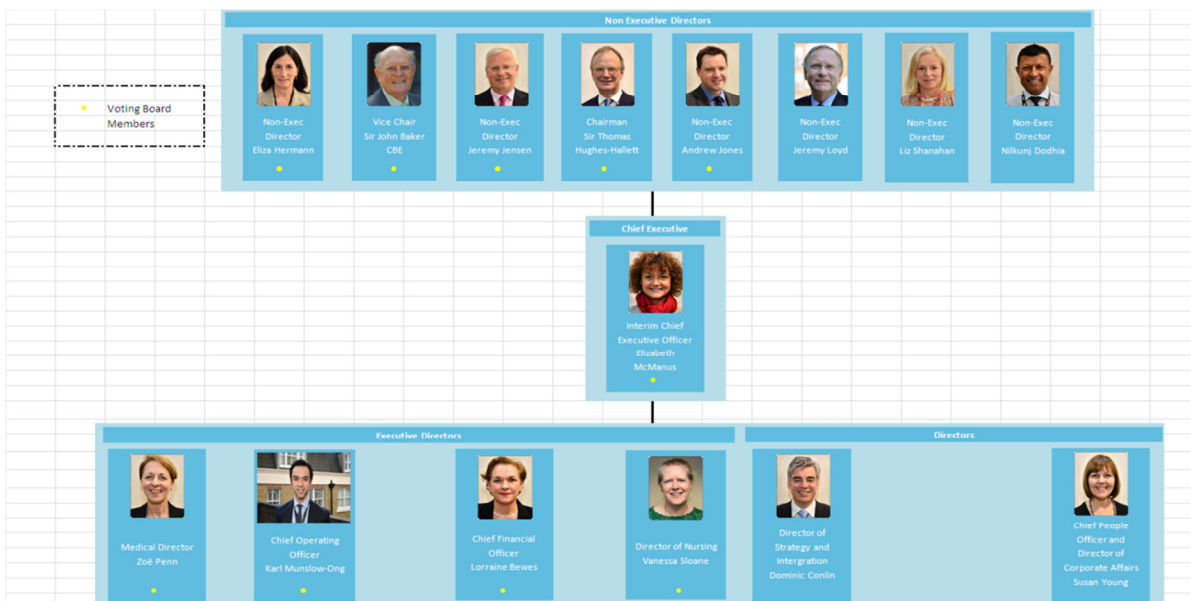 Non Executive Directors
Voting Board
Members
Non-Exec
Director
Eliza Hermann
Vice Chair
Sir John Baker
CBE
Non-Exec
Director
Jeremy Jensen
Chairman
Sir Thomas
Hughes-Hallett
Non-Exec
Director
Andrew Jones
Non-Exec
Director
Jeremy Loyd
Non-Exec
Director
Liz Shanahan
Non-Exec
Director
Nilkunj Dodhia
Chief Executive
Interim Chief
Executive Officer
Elizabeth
McManus
Executive Directors
Directors
Medical Director
Zoë Penn
Chief Operating
Officer
Karl Munslow-Ong
Chief Financial
Officer
Lorraine Bewes
Director of Nursing
Vanessa Sloane
Director of
Strategy and
Intergration
Dominic Conlin
Chief People
Officer and
Director of
Corporate Affairs
Susan Young